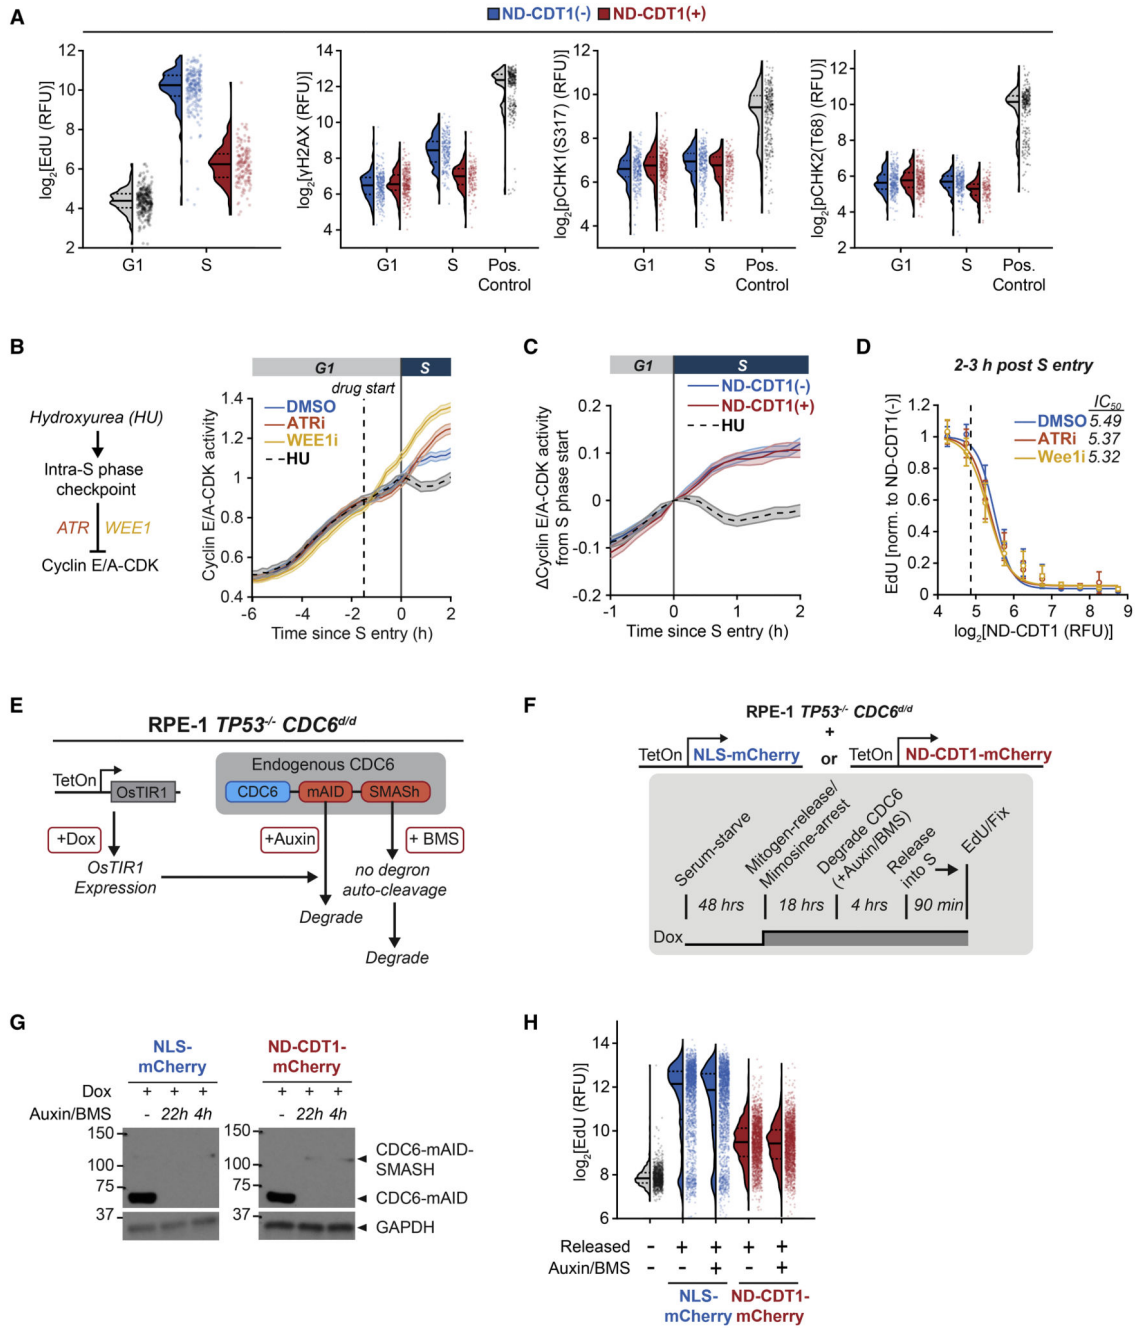 A
ND-CDT1(-) ND-CDT1(+)
log2[EdU (RFU)]
12
10
8
6
4
2
G1 S
log2[γH2AX (RFU)]
14
12
10
8
6
4
G1 S Pos.
Control
log2[pCHK1(S317) (RFU)]
12
10
8
6
4
G1 S Pos.
Control
log2[pCHK2(T68) (RFU)]
12
10
8
6
4
2
G1 S Pos.
Control
B
Hydroxyurea (HU)
Intra-S phase
checkpoint
ATR WEE1
Cyclin E/A-CDK
G1 S
drug start
DMSO
ATRi
WEE1i
HU
Cyclin E/A-CDK activity
1.4
1.2
1.0
0.8
0.6
0.4
-6 -4 -2 0 2
Time since S entry (h)
C
G1 S
ND-CDT1(-)
ND-CDT1(+)
HU
ΔCyclin E/A-CDK activity
from S phase start
0.2
0.1
0
-0.1
-0.2
-1 0 1 2
Time since S entry (h)
D
2-3 h post S entry
IC50
DMSO 5.49
ATRi 5.37
Wee1i 5.32
EdU [norm. to ND-CDT1(-)]
1.2
1.0
0.8
0.6
0.4
0.2
0
4 5 6 7 8 9
log2[ND-CDT1 (RFU)]
E
RPE-1 TP53-/- CDC6d/d
TetOn
OsTIR1
Endogenous CDC6
CDC6 mAID SMASh
+Dox
+Auxin
+ BMS
OsTIR1
Expression
no degron
auto-cleavage
Degrade
Degrade
F
RPE-1 TP53-/- CDC6d/d
+
TetOn NLS-mCherry or TetOn ND-CDT1-mCherry
Serum-starve
Mitogen-release/
Mimosine-arrest
Degrade CDC6
(+Auxin/BMS)
Release
into S
EdU/Fix
48 hrs 18 hrs 4 hrs 90 min
Dox
G
NLS-
mCherry
ND-CDT1-
mCherry
Dox + + + + + +
Auxin/BMS - 22h 4h - 22h 4h
150
100
75
37
150
100
75
37
CDC6-mAID-
SMASH
CDC6-mAID
GAPDH
H
log2[EdU (RFU)]
14
12
10
8
6
Released - + + + +
Auxin/BMS - - + - +
NLS-
mCherry
ND-CDT1-
mCherry